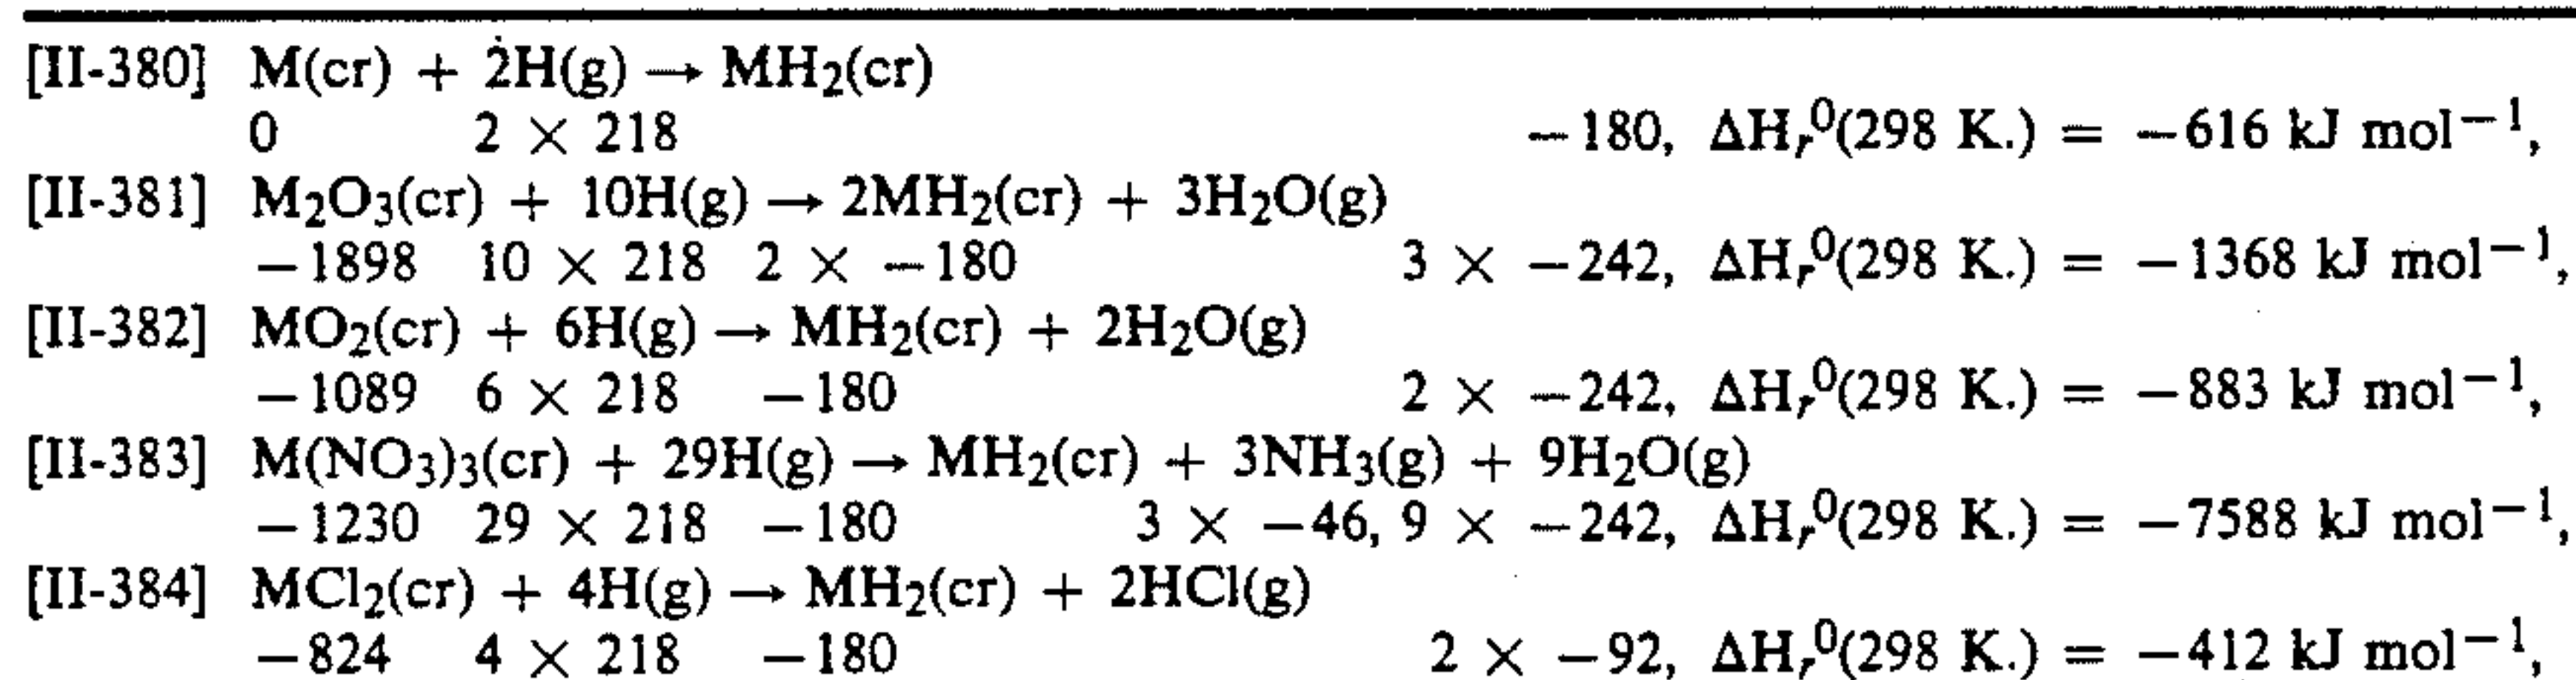 [II-380] M(cr) + 2H(g) → MH₂(cr)
0 2 × 218 −180, ΔHᵣ⁰(298 K.) = −616 kJ mol⁻¹,
[II-381] M₂O₃(cr) + 10H(g) → 2MH₂(cr) + 3H₂O(g)
−1898 10 × 218 2 × −180 3 × −242, ΔHᵣ⁰(298 K.) = −1368 kJ mol⁻¹,
[II-382] MO₂(cr) + 6H(g) → MH₂(cr) + 2H₂O(g)
−1089 6 × 218 −180 2 × −242, ΔHᵣ⁰(298 K.) = −883 kJ mol⁻¹,
[II-383] M(NO₃)₃(cr) + 29H(g) → MH₂(cr) + 3NH₃(g) + 9H₂O(g)
−1230 29 × 218 −180 3 × −46, 9 × −242, ΔHᵣ⁰(298 K.) = −7588 kJ mol⁻¹,
[II-384] MCl₂(cr) + 4H(g) → MH₂(cr) + 2HCl(g)
−824 4 × 218 −180 2 × −92, ΔHᵣ⁰(298 K.) = −412 kJ mol⁻¹,